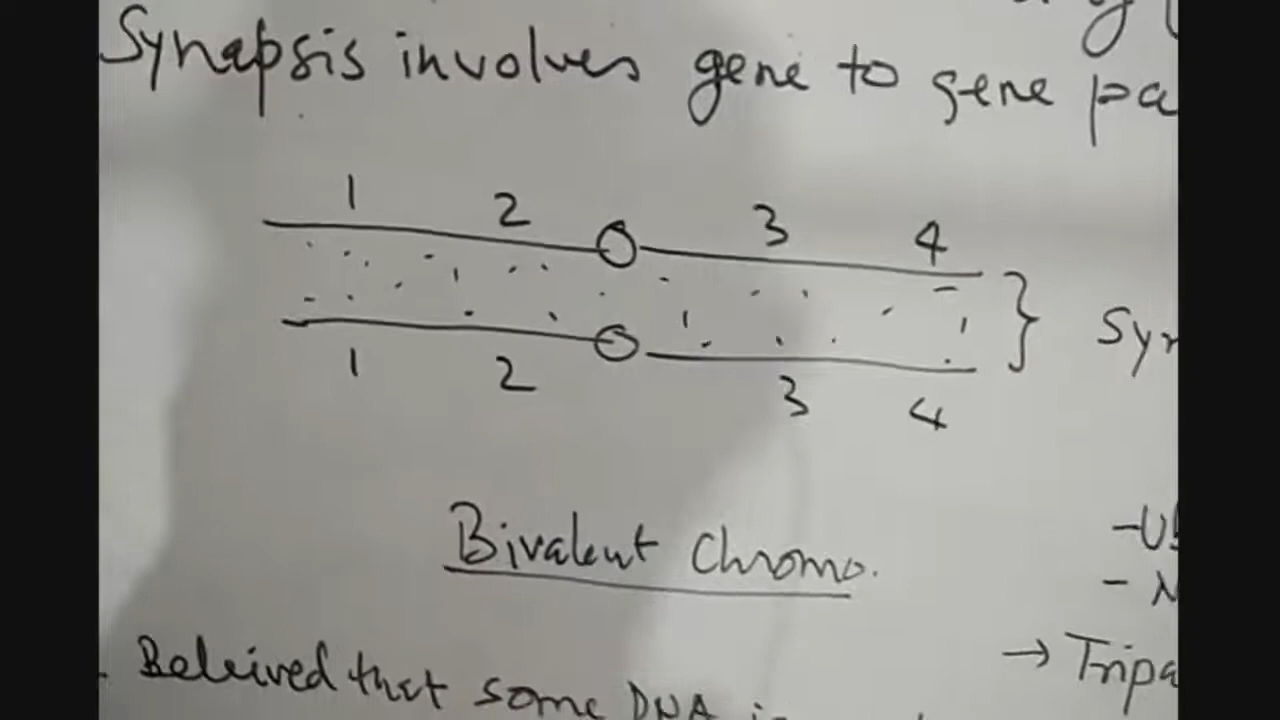 Synapsis involves gene to gene pa
1 2 3 4
1 2 3 4
Syn
Bivalent Chromo.
-
→ Tripa
Beleived that some DNA